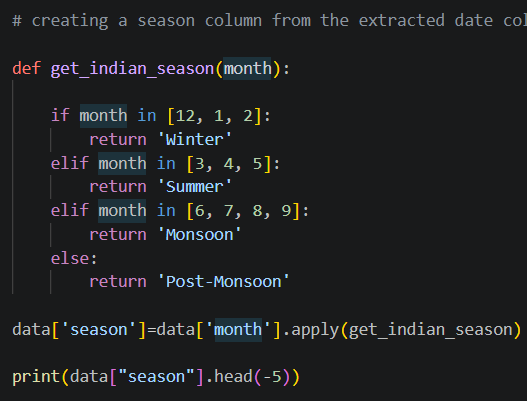 # creating a season column from the extracted date
def get_indian_season(month):
if month in [12, 1, 2]:
return 'Winter'
elif month in [3, 4, 5]:
return 'Summer'
elif month in [6, 7, 8, 9]:
return 'Monsoon'
else:
return 'Post-Monsoon'
data['season']=data['month'].apply(get_indian_season)
print(data["season"].head(-5))